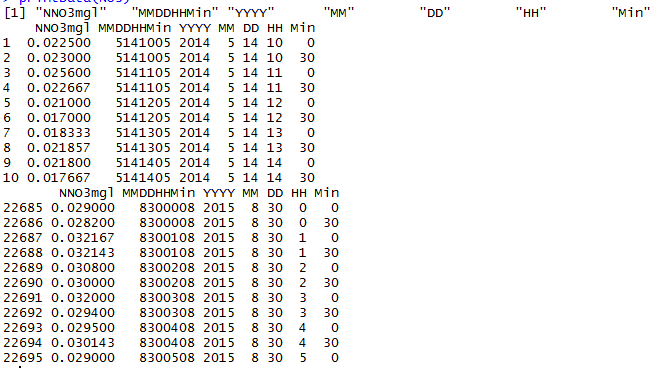 > printData(NO3)
[1] "NNO3mgl" "MMDDHHMin" "YYYY" "MM" "DD" "HH" "Min"
NNO3mgl MMDDHHMin YYYY MM DD HH Min
1 0.022500 5141005 2014 5 14 10 0
2 0.023000 5141005 2014 5 14 10 30
3 0.025600 5141105 2014 5 14 11 0
4 0.022667 5141105 2014 5 14 11 30
5 0.021000 5141205 2014 5 14 12 0
6 0.017000 5141205 2014 5 14 12 30
7 0.018333 5141305 2014 5 14 13 0
8 0.021857 5141305 2014 5 14 13 30
9 0.021800 5141405 2014 5 14 14 0
10 0.017667 5141405 2014 5 14 14 30
NNO3mgl MMDDHHMin YYYY MM DD HH Min
22685 0.029000 8300008 2015 8 30 0 0
22686 0.028200 8300008 2015 8 30 0 30
22687 0.032167 8300108 2015 8 30 1 0
22688 0.032143 8300108 2015 8 30 1 30
22689 0.030800 8300208 2015 8 30 2 0
22690 0.030000 8300208 2015 8 30 2 30
22691 0.032000 8300308 2015 8 30 3 0
22692 0.029400 8300308 2015 8 30 3 30
22693 0.029500 8300408 2015 8 30 4 0
22694 0.030143 8300408 2015 8 30 4 30
22695 0.029000 8300508 2015 8 30 5 0